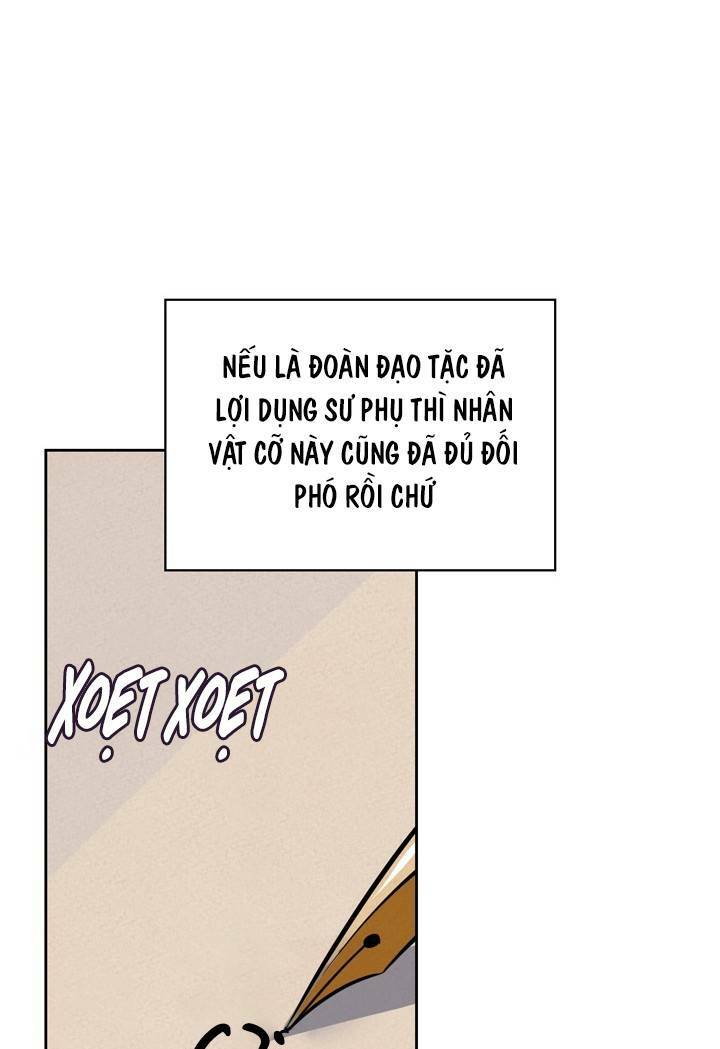 NẾU LÀ ĐOÀN ĐẠO TẶC ĐÃ
LỢI DỤNG SƯ PHỤ THÌ NHÂN
VẬT CỠ NÀY CŨNG ĐÃ ĐỦ ĐỐI
PHÓ RỒI CHỨ
XOẸT XOẸT